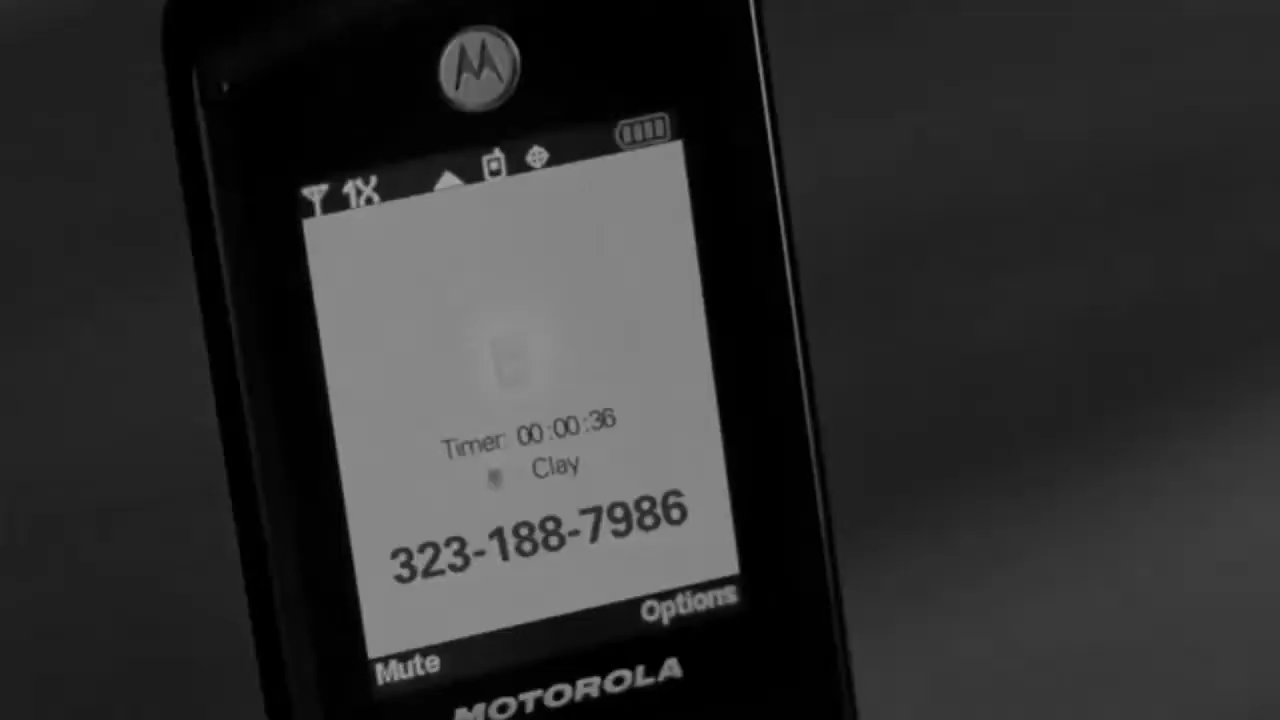 1X
Timer: 00:00:36
Clay
323-188-7986
Options
Mute
MOTOROLA